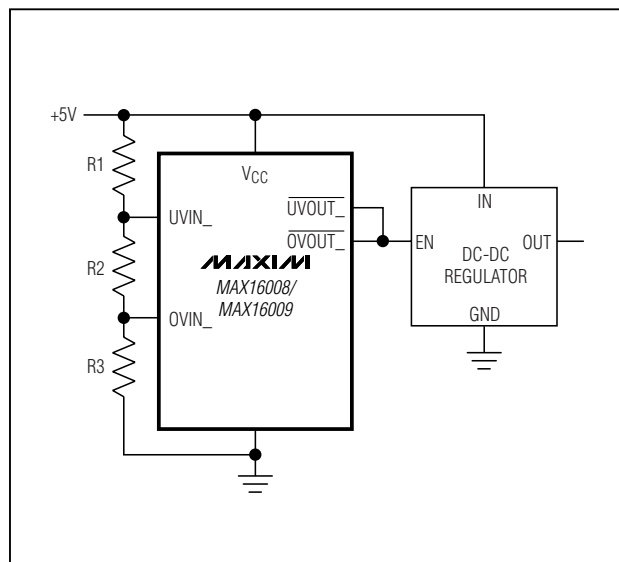 +5V
R1
VCC
UVOUT_
IN
UVIN_
OVOUT_
EN
OUT
R2
MAXIM
DC-DC
REGULATOR
MAX16008/
MAX16009
OVIN_
GND
R3